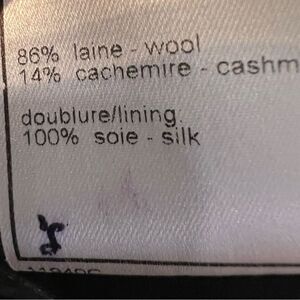 86% laine - wool
14% cachemire - cashm
doublure/lining
100% soie - silk